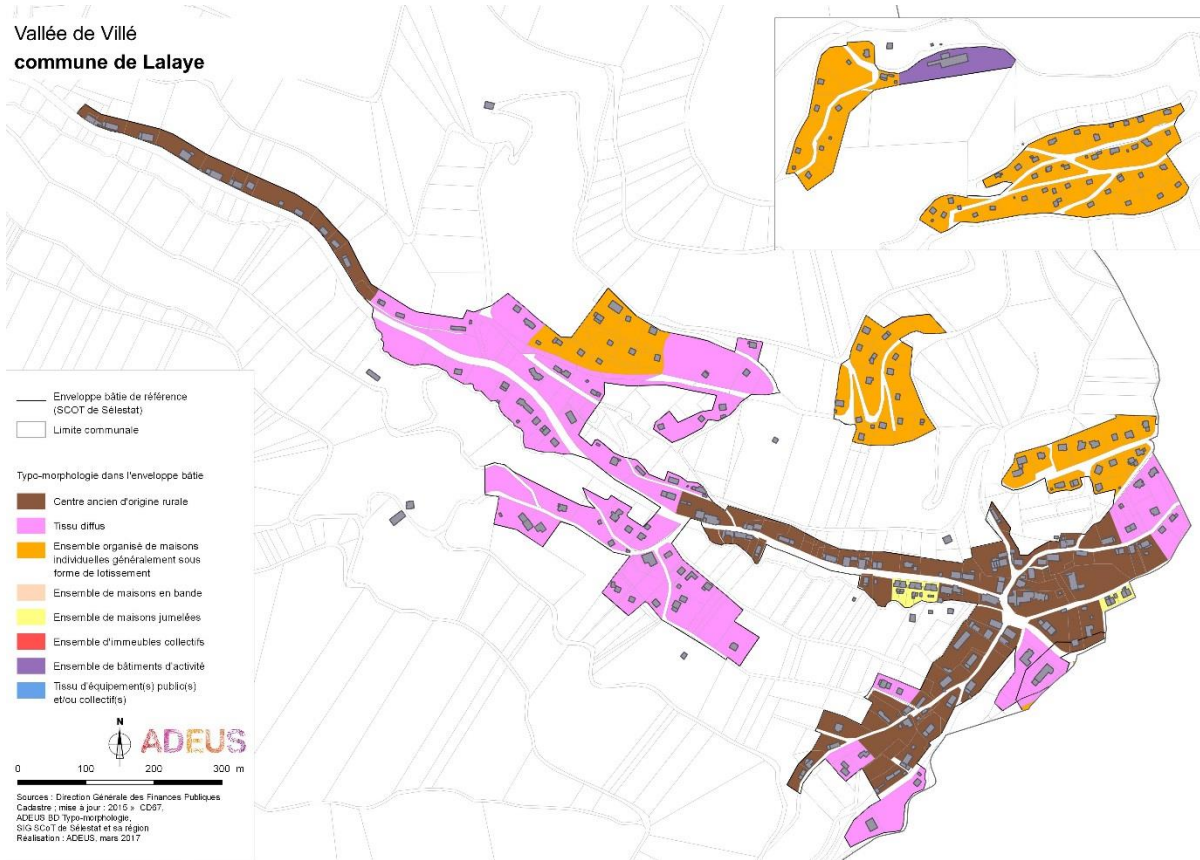 Vallée de Villé
commune de Lalaye
Enveloppe bâtie de référence
(SCOT de Sélestat)
Limite communale
Typo-morphologie dans l'enveloppe bâtie
Centre ancien d'origine rurale
Tissu diffus
Ensemble organisé de maisons
individuelles généralement sous
forme de lotissement
Ensemble de maisons en bande
Ensemble de maisons jumelées
Ensemble d'immeubles collectifs
Ensemble de bâtiments d'activité
Tissu d'équipement(s) public(s)
et/ou collectif(s)
N
ADEUS
0 100 200 300 m
Sources : Direction Générale des Finances Publiques
Cadastre ; mise à jour : 2015 » CD67,
ADEUS BD Typo-morphologie,
SIG SCoT de Sélestat et sa région
Réalisation : ADEUS, mars 2017